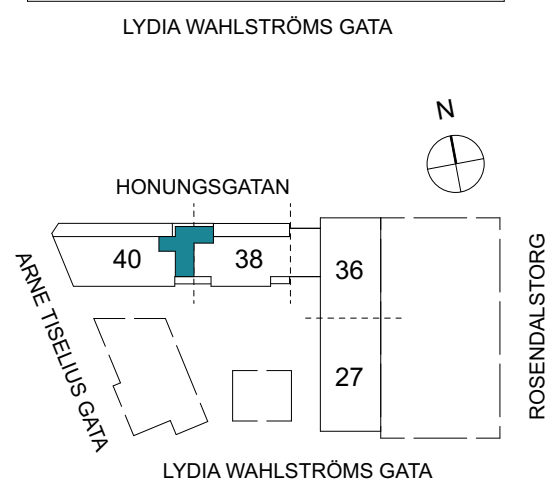 LYDIA WAHLSTRÖMS GATA
N
HONUNGSGATAN
40
38
36
ARNE TISELIUS GATA
ROSENDALSTORG
27
LYDIA WAHLSTRÖMS GATA